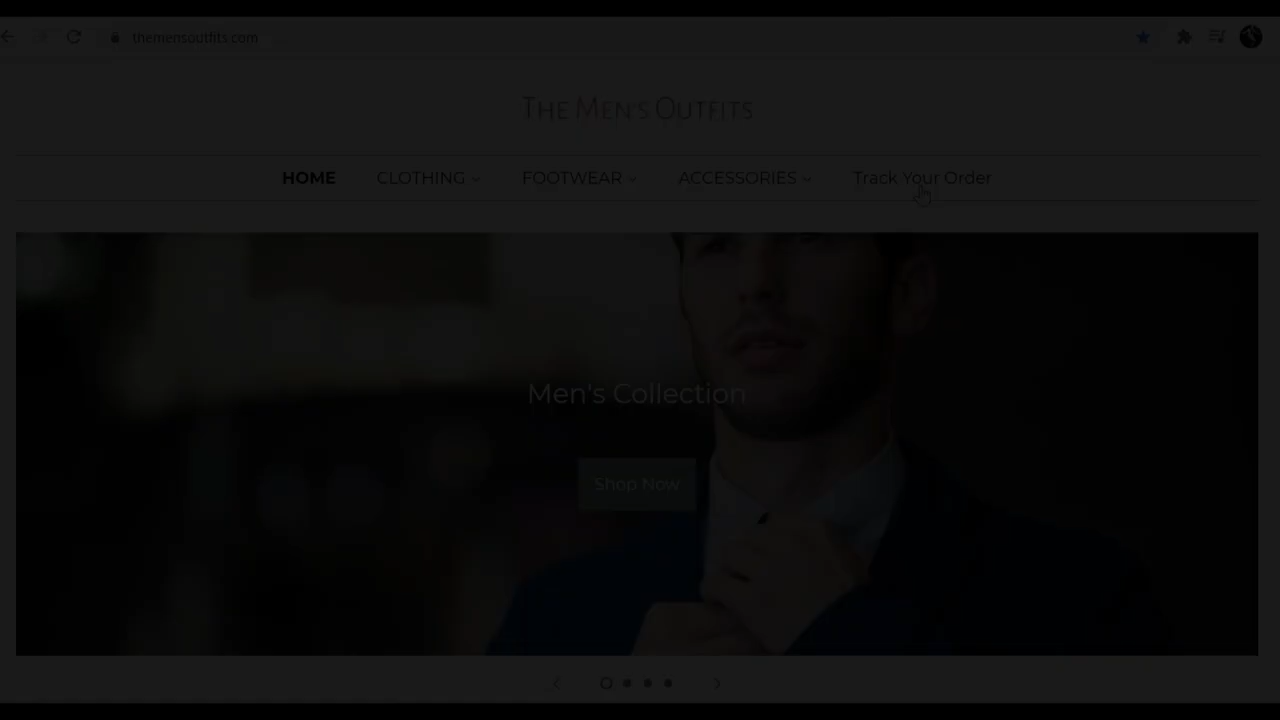 themensoutfits.com
THE MEN'S OUTFITS
HOME CLOTHING FOOTWEAR ACCESSORIES Track Your Order
Men's Collection
Shop Now